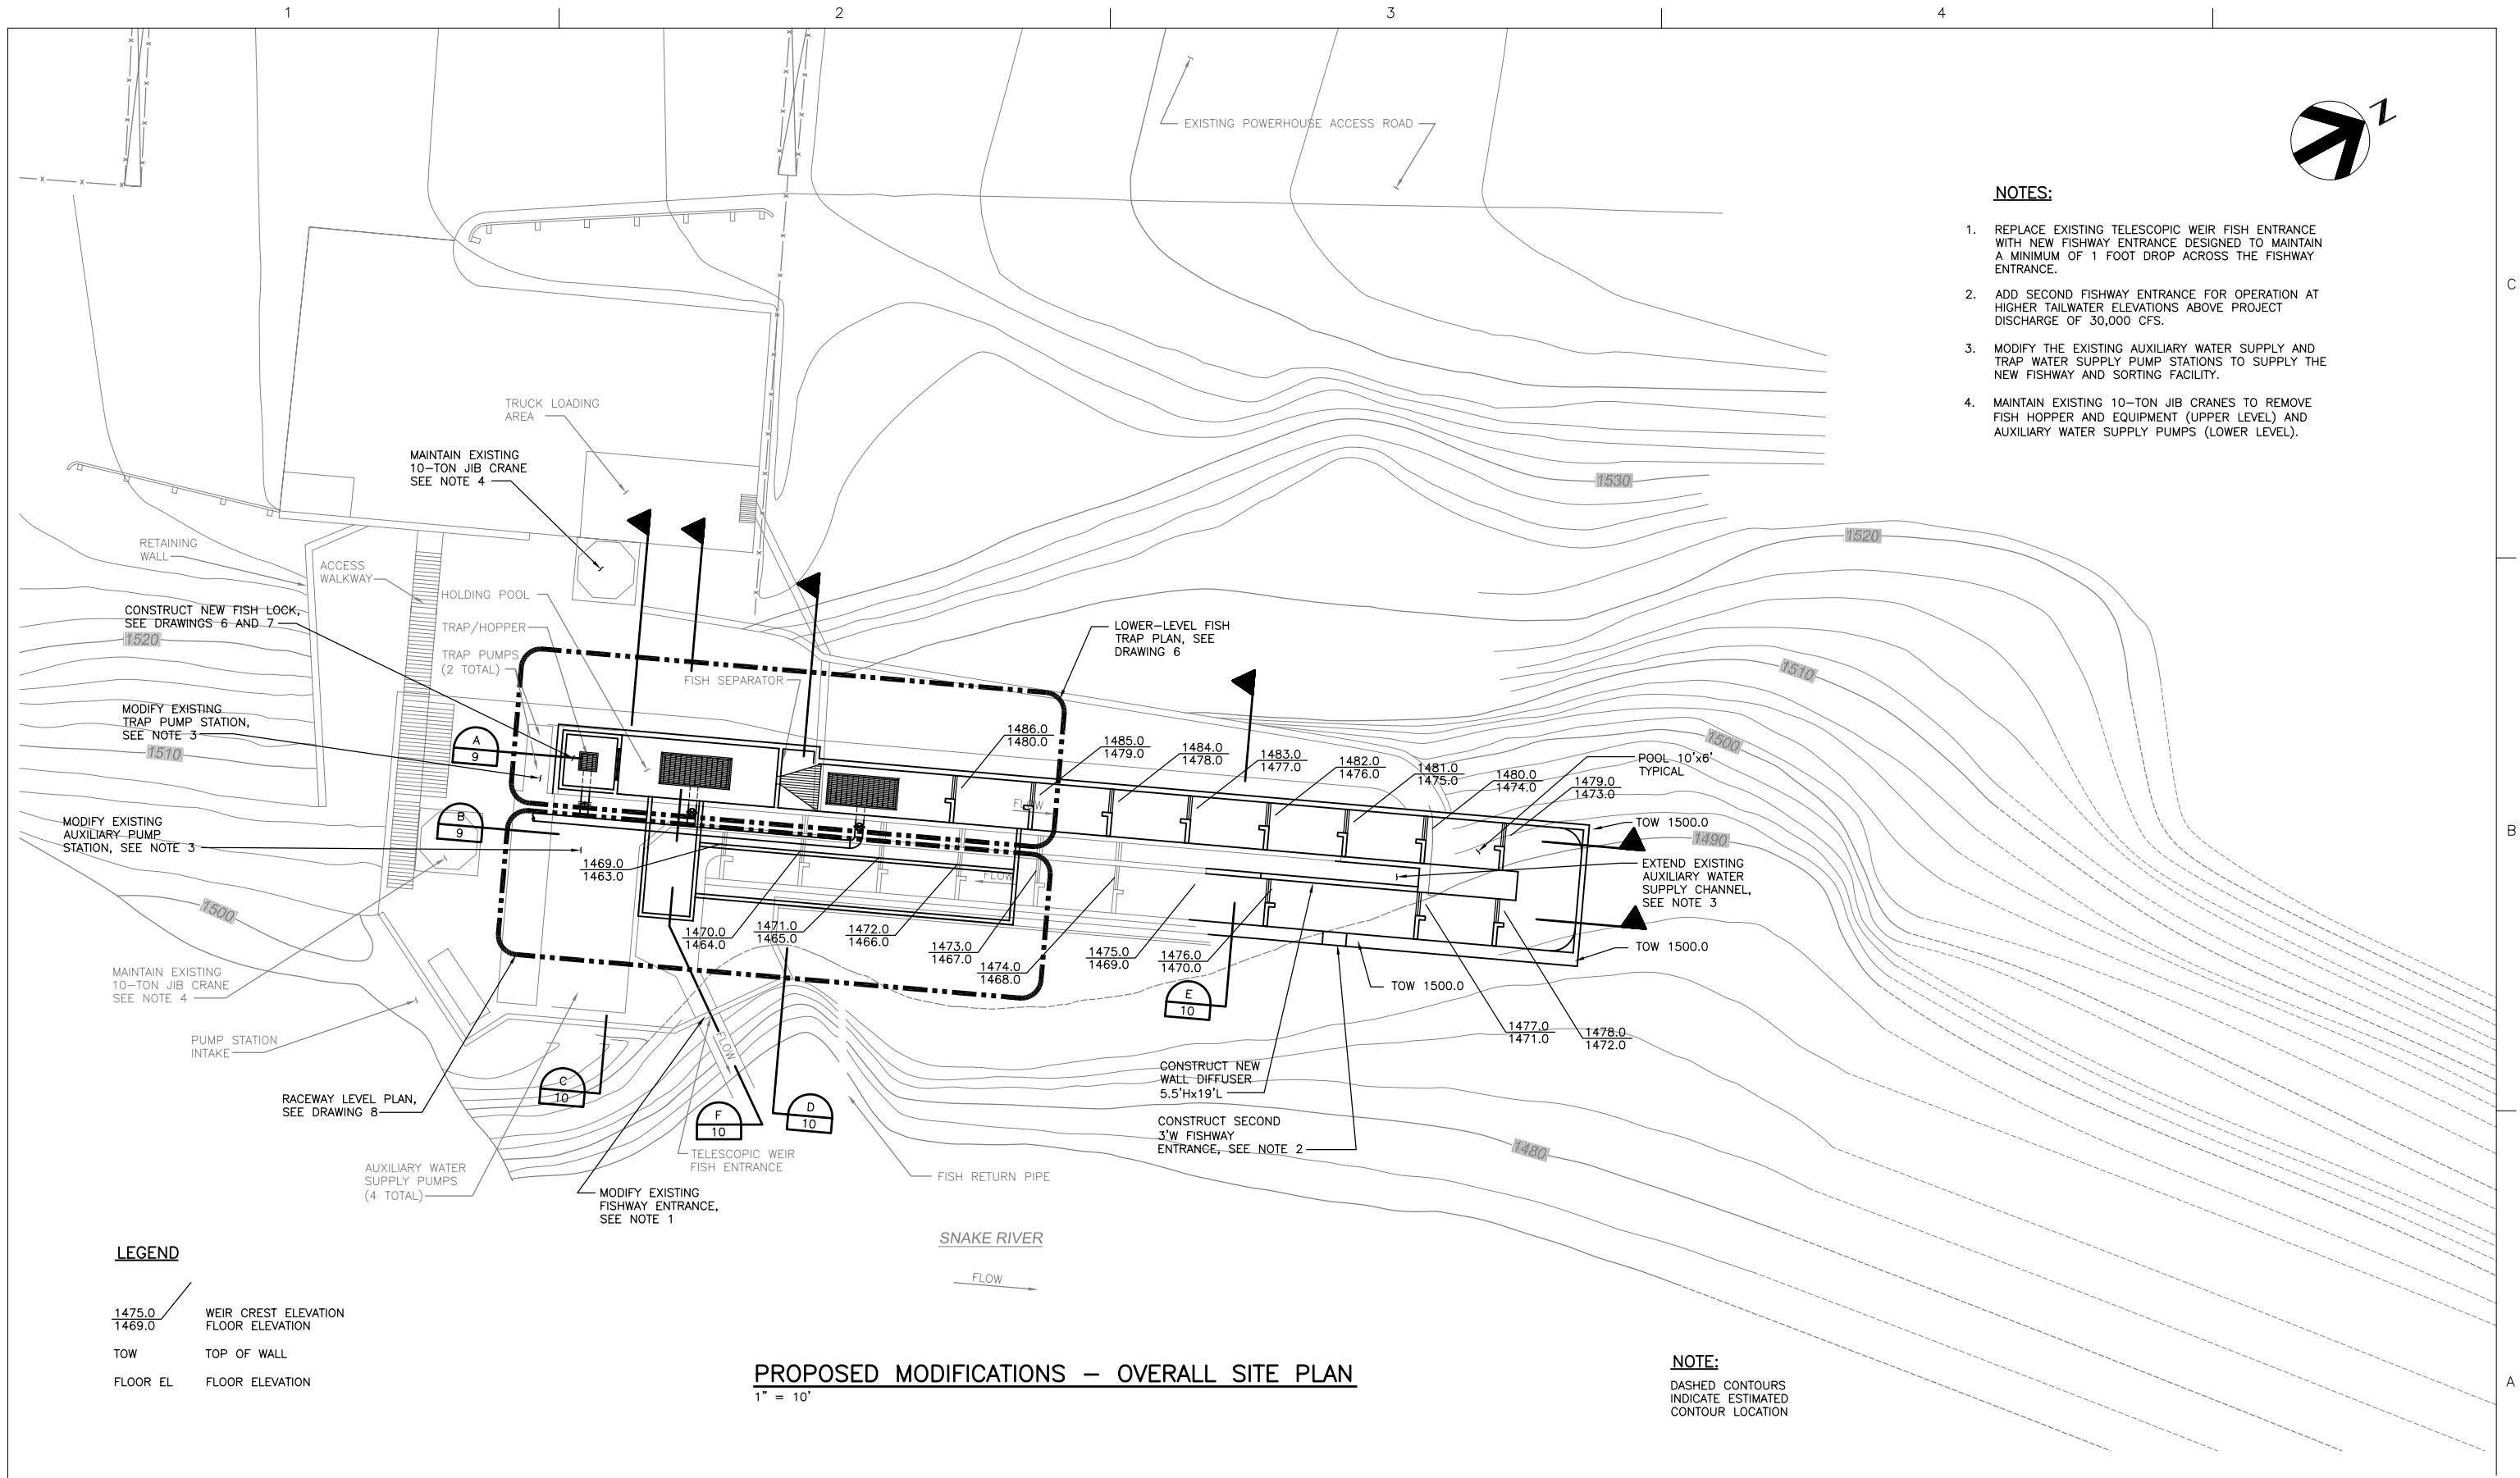 1
2
3
4
C
B
A
EXISTING POWERHOUSE ACCESS ROAD
N
NOTES:
1. REPLACE EXISTING TELESCOPIC WEIR FISH ENTRANCE
WITH NEW FISHWAY ENTRANCE DESIGNED TO MAINTAIN
A MINIMUM OF 1 FOOT DROP ACROSS THE FISHWAY
ENTRANCE.
2. ADD SECOND FISHWAY ENTRANCE FOR OPERATION AT
HIGHER TAILWATER ELEVATIONS ABOVE PROJECT
DISCHARGE OF 30,000 CFS.
3. MODIFY THE EXISTING AUXILIARY WATER SUPPLY AND
TRAP WATER SUPPLY PUMP STATIONS TO SUPPLY THE
NEW FISHWAY AND SORTING FACILITY.
4. MAINTAIN EXISTING 10-TON JIB CRANES TO REMOVE
FISH HOPPER AND EQUIPMENT (UPPER LEVEL) AND
AUXILIARY WATER SUPPLY PUMPS (LOWER LEVEL).
TRUCK LOADING
AREA
MAINTAIN EXISTING
10-TON JIB CRANE
SEE NOTE 4
1530
1520
RETAINING
WALL
ACCESS
WALKWAY
HOLDING POOL
CONSTRUCT NEW FISH LOCK,
SEE DRAWINGS 6 AND 7
1520
TRAP/HOPPER
TRAP PUMPS
(2 TOTAL)
FISH SEPARATOR
LOWER-LEVEL FISH
TRAP PLAN, SEE
DRAWING 6
1510
MODIFY EXISTING
TRAP PUMP STATION,
SEE NOTE 3
1510
A
9
1486.0
1480.0
1485.0
1479.0
1484.0
1478.0
1483.0
1477.0
1482.0
1476.0
1481.0
1475.0
1480.0
1474.0
1479.0
1473.0
1500
POOL 10'x6'
TYPICAL
FLOW
TOW 1500.0
1490
B
9
MODIFY EXISTING
AUXILIARY PUMP
STATION, SEE NOTE 3
1469.0
1463.0
FLOW
EXTEND EXISTING
AUXILIARY WATER
SUPPLY CHANNEL,
SEE NOTE 3
1500
1470.0
1464.0
1471.0
1465.0
1472.0
1466.0
1473.0
1467.0
1474.0
1468.0
1475.0
1469.0
1476.0
1470.0
TOW 1500.0
MAINTAIN EXISTING
10-TON JIB CRANE
SEE NOTE 4
E
10
TOW 1500.0
1477.0
1471.0
1478.0
1472.0
PUMP STATION
INTAKE
FLOW
CONSTRUCT NEW
WALL DIFFUSER
5.5'Hx19'L
RACEWAY LEVEL PLAN,
SEE DRAWING 8
C
10
F
10
D
10
CONSTRUCT SECOND
3'W FISHWAY
ENTRANCE, SEE NOTE 2
1480
TELESCOPIC WEIR
FISH ENTRANCE
FISH RETURN PIPE
AUXILIARY WATER
SUPPLY PUMPS
(4 TOTAL)
MODIFY EXISTING
FISHWAY ENTRANCE,
SEE NOTE 1
SNAKE RIVER
FLOW
LEGEND
1475.0 WEIR CREST ELEVATION
1469.0 FLOOR ELEVATION
TOW TOP OF WALL
FLOOR EL FLOOR ELEVATION
PROPOSED MODIFICATIONS – OVERALL SITE PLAN
1" = 10'
NOTE:
DASHED CONTOURS
INDICATE ESTIMATED
CONTOUR LOCATION